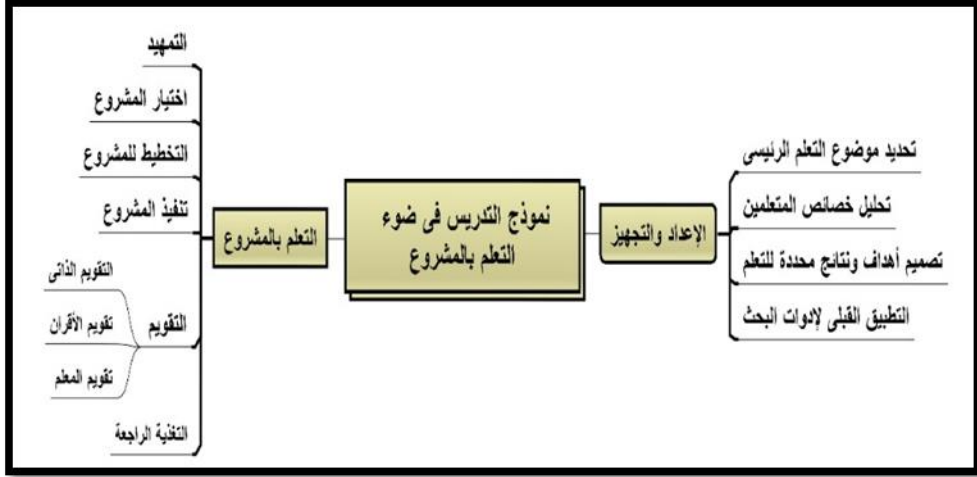 نموذج التدريس فى ضوء
التعلم بالمشروع
الإعداد والتجهيز
تحديد موضوع التعلم الرئيسى
تحليل خصائص المتعلمين
تصميم أهداف ونتائج محددة للتعلم
التطبيق القبلى لإدوات البحث
التعلم بالمشروع
التمهيد
اختيار المشروع
التخطيط للمشروع
تنفيذ المشروع
التقويم
التقويم الذاتى
تقويم الأقران
تقويم المعلم
التغذية الراجعة